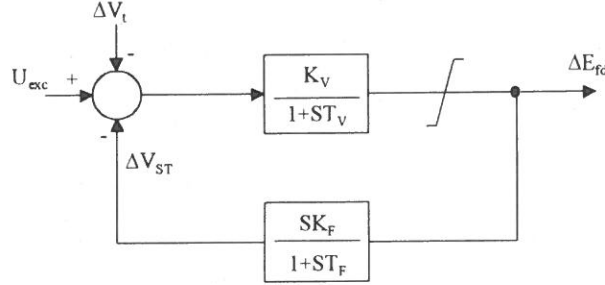 ΔV_t
-
U_exc +
K_V
1+ST_V
ΔE_fd
-
ΔV_ST
SK_F
1+ST_F